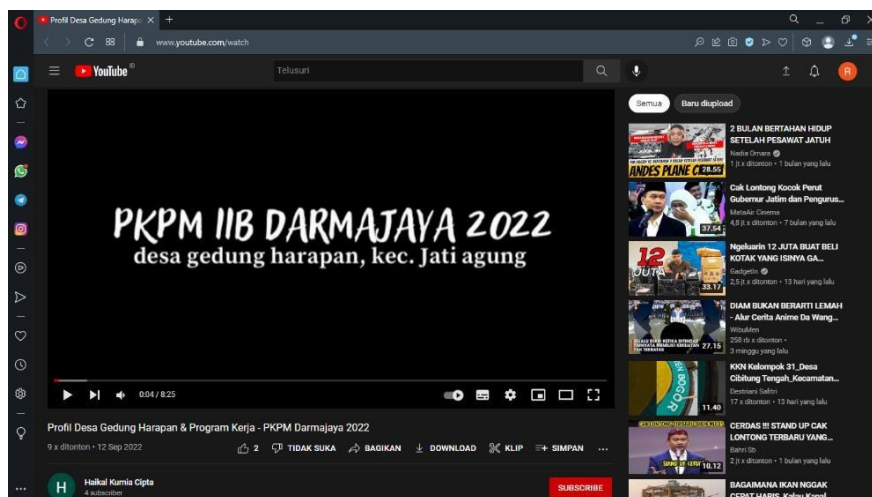 Profil Desa Gedung Harapa
www.youtube.com/watch
YouTube ID
Telusuri
R
PKPM IIB DARMAJAYA 2022
desa gedung harapan, kec. Jati agung
0:04 / 8:25
Profil Desa Gedung Harapan & Program Kerja - PKPM Darmajaya 2022
9 x ditonton • 12 Sep 2022
2 TIDAK SUKA BAGIKAN DOWNLOAD KLIP SIMPAN
H
Haikal Kurnia Cipta
4 subscriber
SUBSCRIBE
Semua Baru diupload
ANDES PLANE
28.55
2 BULAN BERTAHAN HIDUP
SETELAH PESAWAT JATUH
Nadia Omara
1 jt x ditonton • 1 bulan yang lalu
37.54
Cak Lontong Kocok Perut
Gubernur Jatim dan Pengurus...
MataAir Cinema
4,8 jt x ditonton • 7 bulan yang lalu
12
JUTA
33.17
Ngeluarin 12 JUTA BUAT BELI
KOTAK YANG ISINYA GA...
GadgetIn
2,5 jt x ditonton • 13 hari yang lalu
27.15
DIAM BUKAN BERARTI LEMAH
- Alur Cerita Anime Da Wang...
WibuMen
258 rb x ditonton •
3 minggu yang lalu
11.40
KKN Kelompok 31_Desa
Cibitung Tengah_Kecamatan...
Destriani Safitri
17 x ditonton • 13 hari yang lalu
10.12
CERDAS !!! STAND UP CAK
LONTONG TERBARU YANG...
Bahri Sb
2 jt x ditonton • 1 bulan yang lalu
BAGAIMANA IKAN NGGAK
CEPAT HABIS, Kalau Kapal